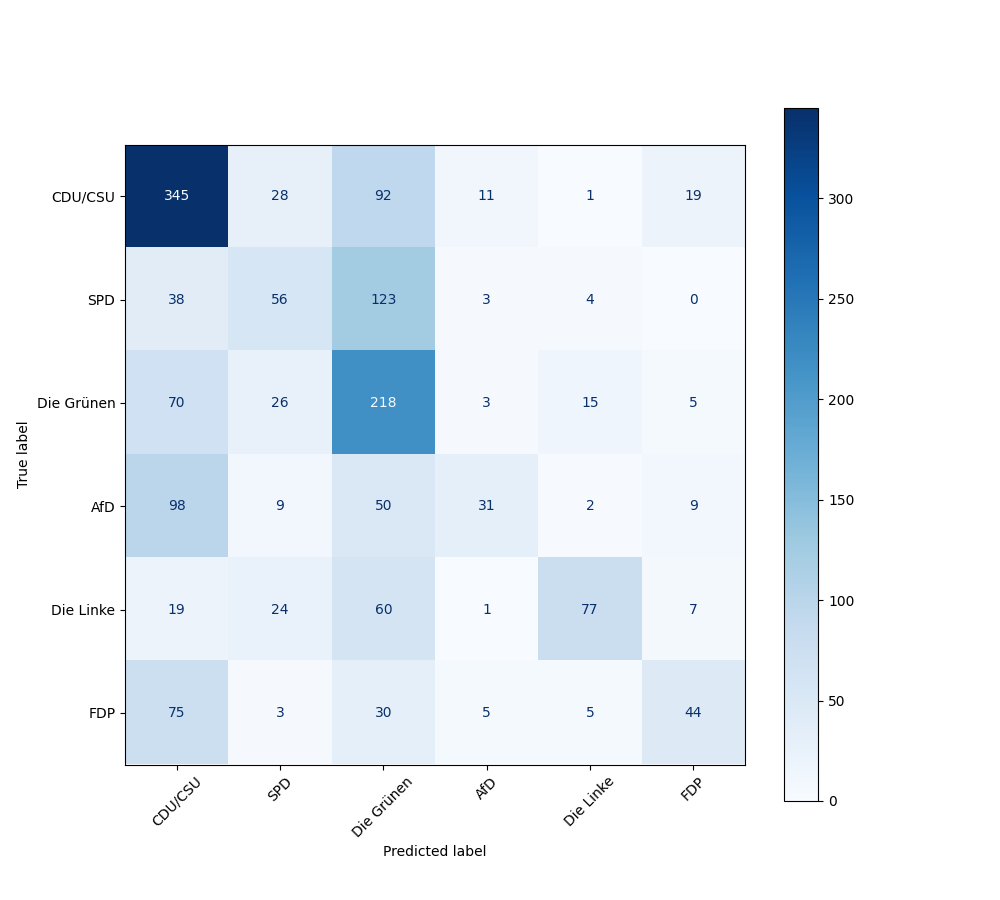 CDU/CSU 345 28 92 11 1 19
SPD 38 56 123 3 4 0
Die Grünen 70 26 218 3 15 5
AfD 98 9 50 31 2 9
Die Linke 19 24 60 1 77 7
FDP 75 3 30 5 5 44
True label
CDU/CSU SPD Die Grünen AfD Die Linke FDP
Predicted label
300
250
200
150
100
50
0